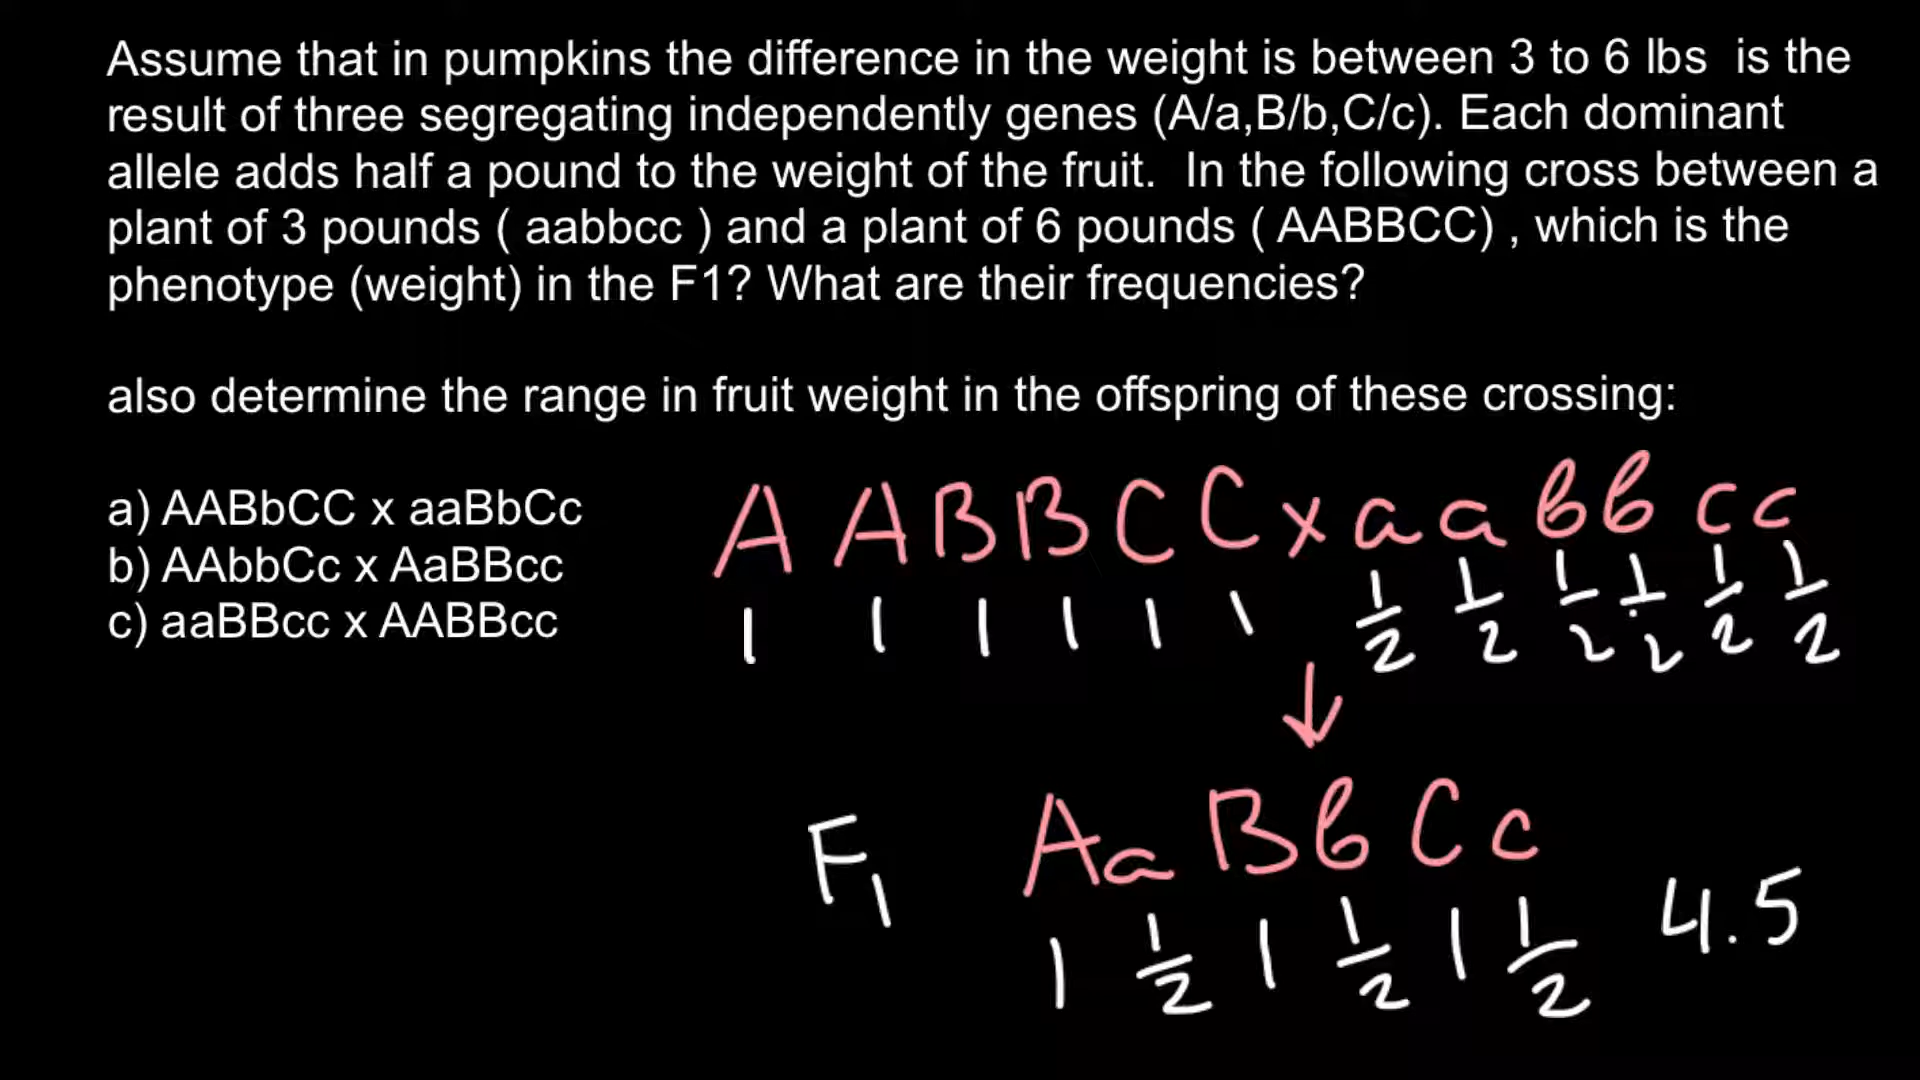 Assume that in pumpkins the difference in the weight is between 3 to 6 lbs is the
result of three segregating independently genes (A/a,B/b,C/c). Each dominant
allele adds half a pound to the weight of the fruit. In the following cross between a
plant of 3 pounds ( aabbcc ) and a plant of 6 pounds ( AABBCC) , which is the
phenotype (weight) in the F1? What are their frequencies?
also determine the range in fruit weight in the offspring of these crossing:
a) AABbCC x aaBbCc
b) AAbbCc x AaBBcc
c) aaBBcc x AABBcc
A A B B C C x a a b b c c
1 1 1 1 1 1 1/2 1/2 1/2 1/2 1/2 1/2
↓
F1 Aa Bb Cc
1 1/2 1 1/2 1 1/2 4.5